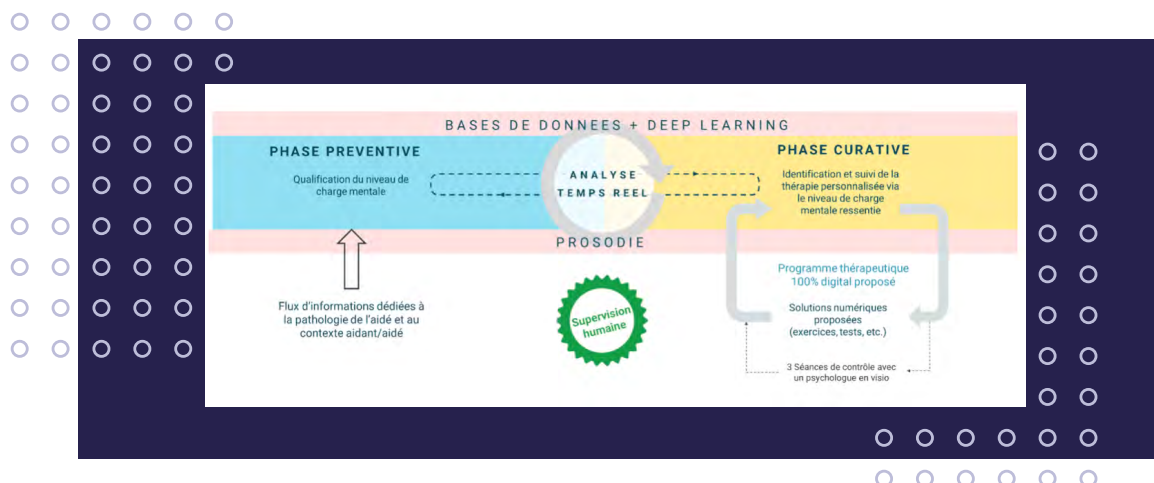 BASES DE DONNEES + DEEP LEARNING
PHASE PREVENTIVE
Qualification du niveau de
charge mentale
ANALYSE
TEMPS REEL
PHASE CURATIVE
Identification et suivi de la
thérapie personnalisée via
le niveau de charge
mentale ressentie
PROSODIE
Flux d'informations dédiées à
la pathologie de l'aidé et au
contexte aidant/aidé
Supervision
humaine
Programme thérapeutique
100% digital proposé
Solutions numériques
proposées
(exercices, tests, etc.)
3 Séances de contrôle avec
un psychologue en visio